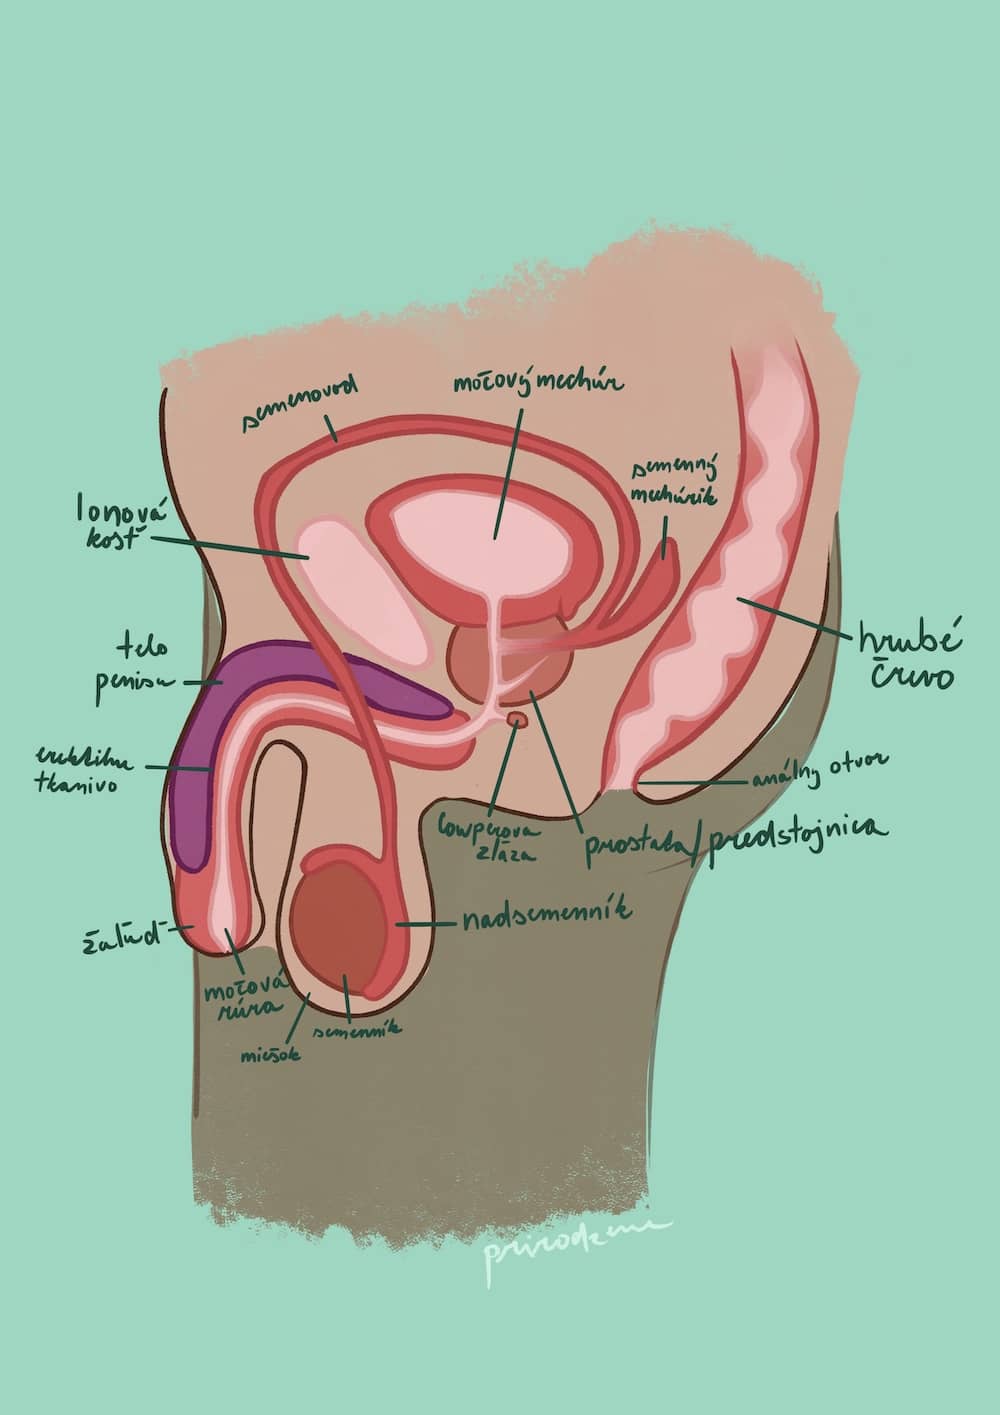 semenovod
močový mechúr
semenný
mechúrik
lonová
kosť
telo
penisu
hrubé
črevo
erektilne
tkanivo
análny otvor
Cowperova
žľaza
prostata/predstojnica
nadsemenník
žaluď
močová
rúra
semenník
miešok
prirodzene